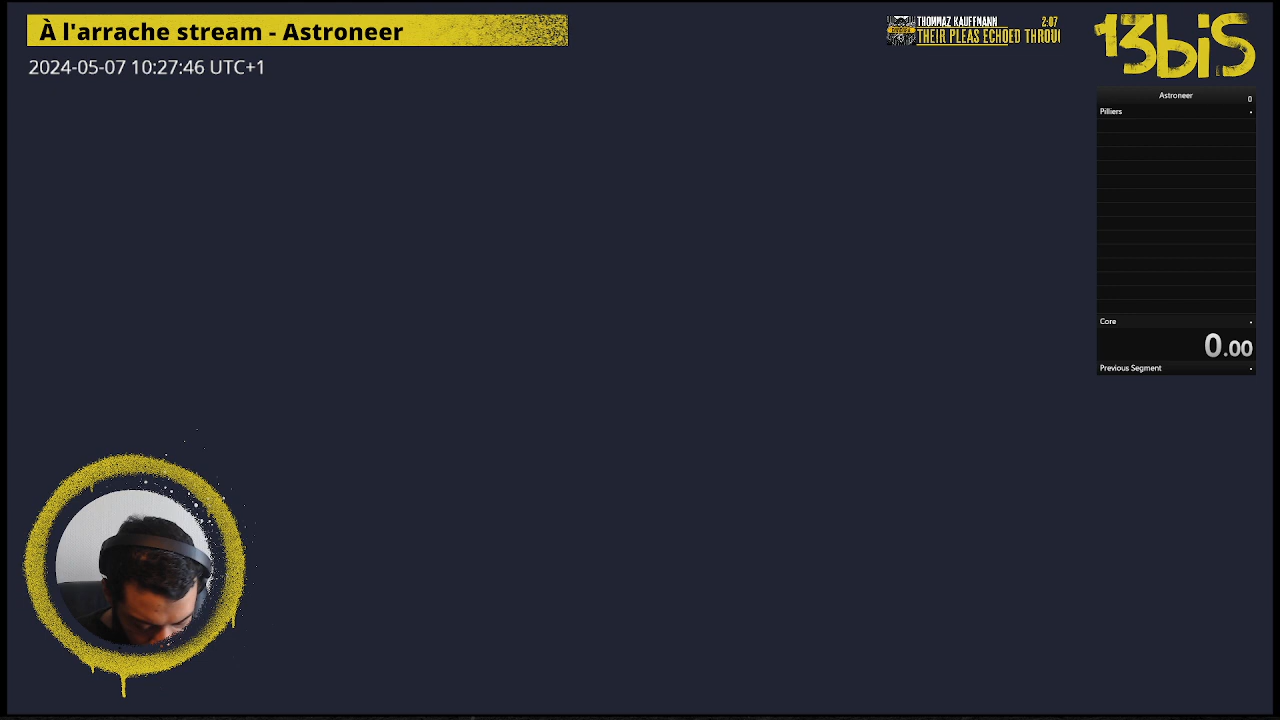 À l'arrache stream - Astroneer
2024-05-07 10:27:46 UTC+1
THOMMAZ KAUFFMANN 2:07
THEIR PLEAS ECHOED THROU
13biS
Astroneer 0
Pilliers -
Core -
0.00
Previous Segment -